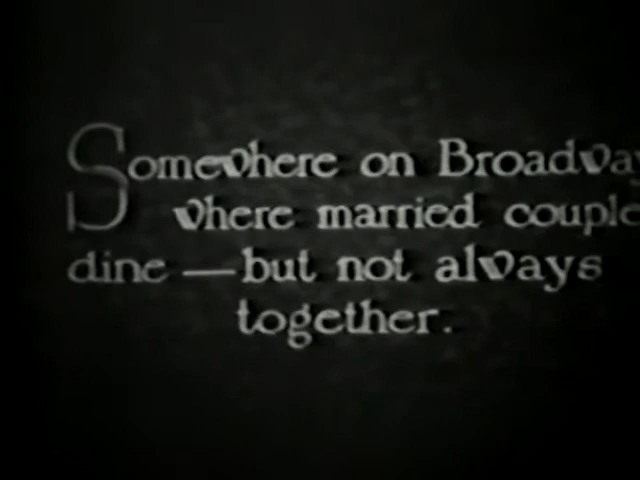 Somewhere on Broadway
where married couple
dine — but not always
together.